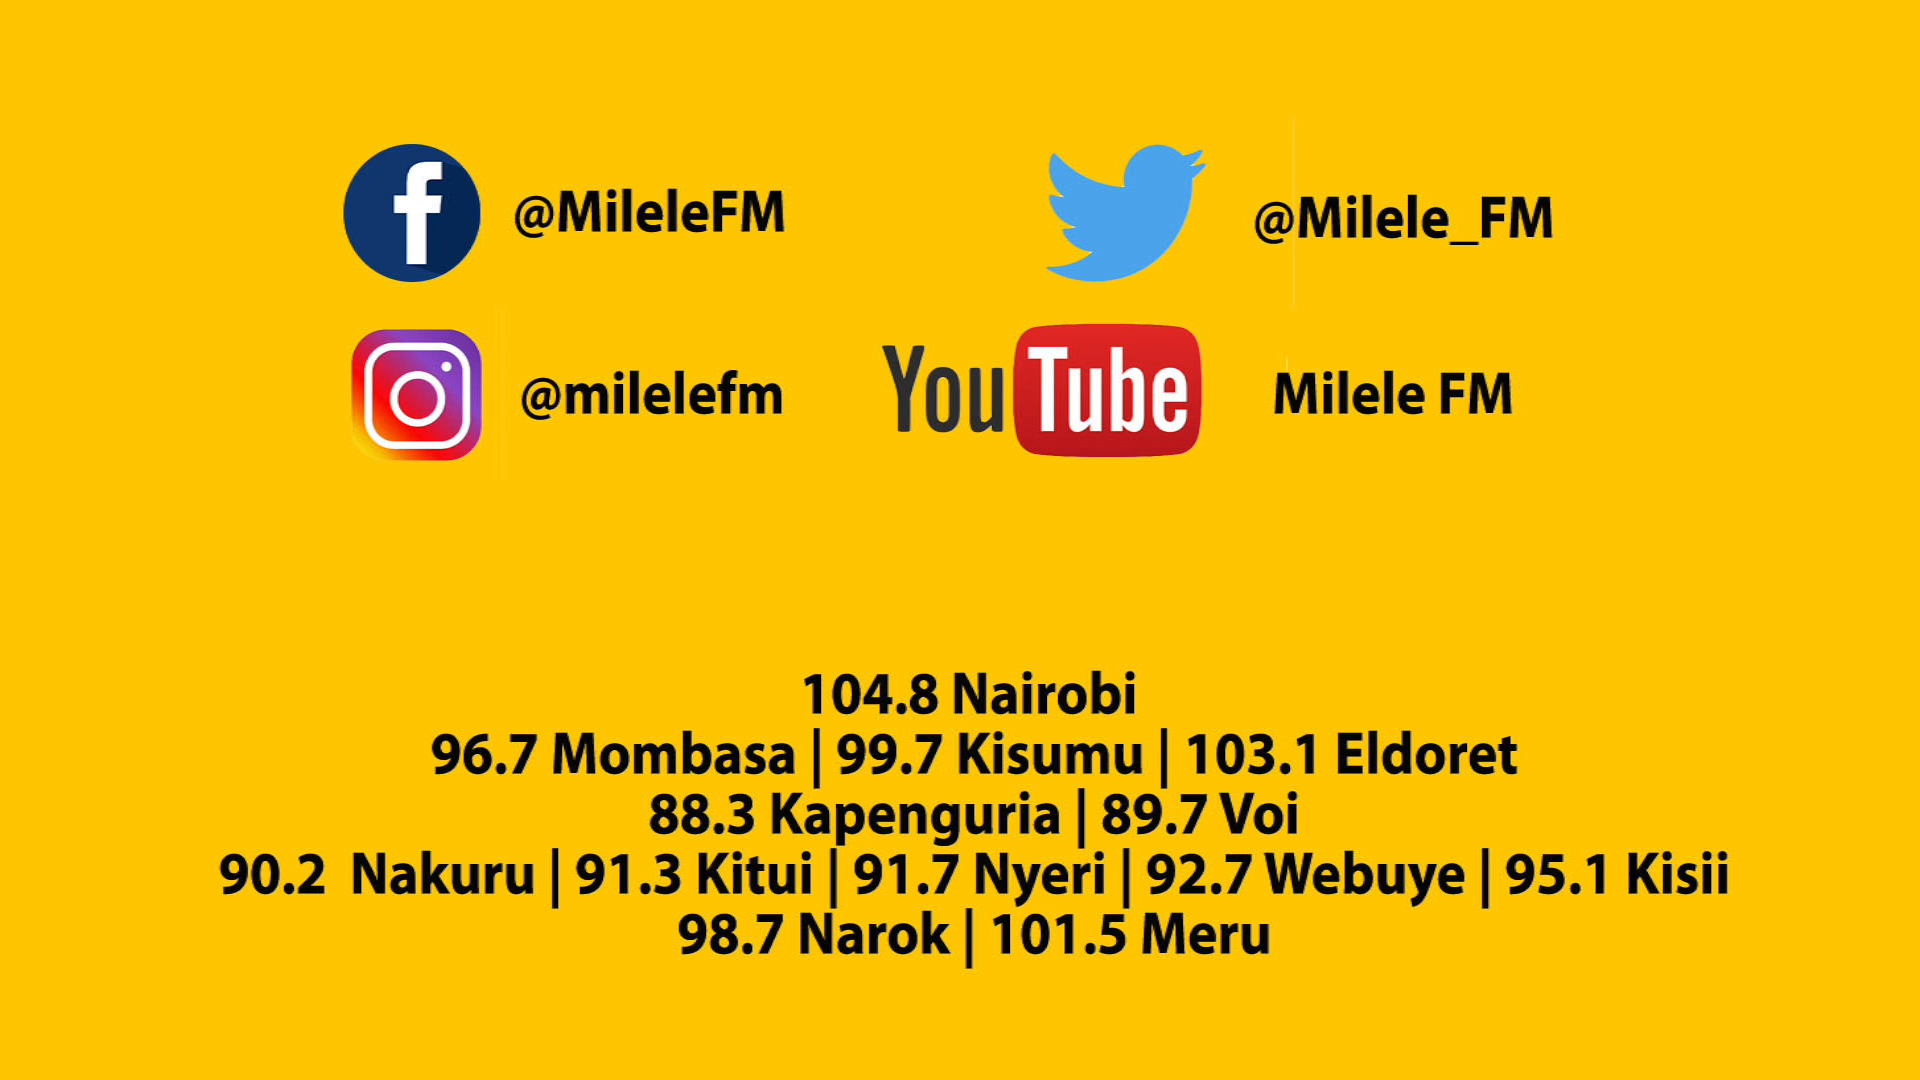 @MileleFM
@Milele_FM
@milelefm
YouTube
Milele FM
104.8 Nairobi
96.7 Mombasa | 99.7 Kisumu | 103.1 Eldoret
88.3 Kapenguria | 89.7 Voi
90.2 Nakuru | 91.3 Kitui | 91.7 Nyeri | 92.7 Webuye | 95.1 Kisii
98.7 Narok | 101.5 Meru